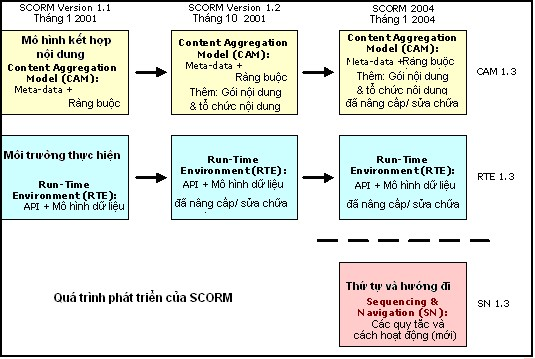 SCORM Version 1.1
Tháng 1 2001
SCORM Version 1.2
Tháng 10 2001
SCORM 2004
Tháng 1 2004
Mô hình kết hợp
nội dung
Content Aggregation
Model (CAM):
Meta-data +
Ràng buộc
Content Aggregation
Model (CAM):
Meta-data +
Ràng buộc
Thêm: Gói nội dung
& tổ chức nội dung
Content Aggregation
Model (CAM):
Meta-data +Ràng buộc
Thêm: Gói nội dung
& tổ chức nội dung
đã nâng cấp/ sửa chữa
CAM 1.3
Môi trường thực hiện
Run-Time
Environment (RTE):
API + Mô hình dữ liệu
Run-Time
Environment (RTE):
API + Mô hình dữ liệu
đã nâng cấp/ sửa chữa
Run-Time
Environment (RTE):
API + Mô hình dữ liệu
đã nâng cấp/ sửa chữa
RTE 1.3
Quá trình phát triển của SCORM
Thứ tự và hướng đi
Sequencing &
Navigation (SN):
Các quy tắc và
cách hoạt động (mới)
SN 1.3